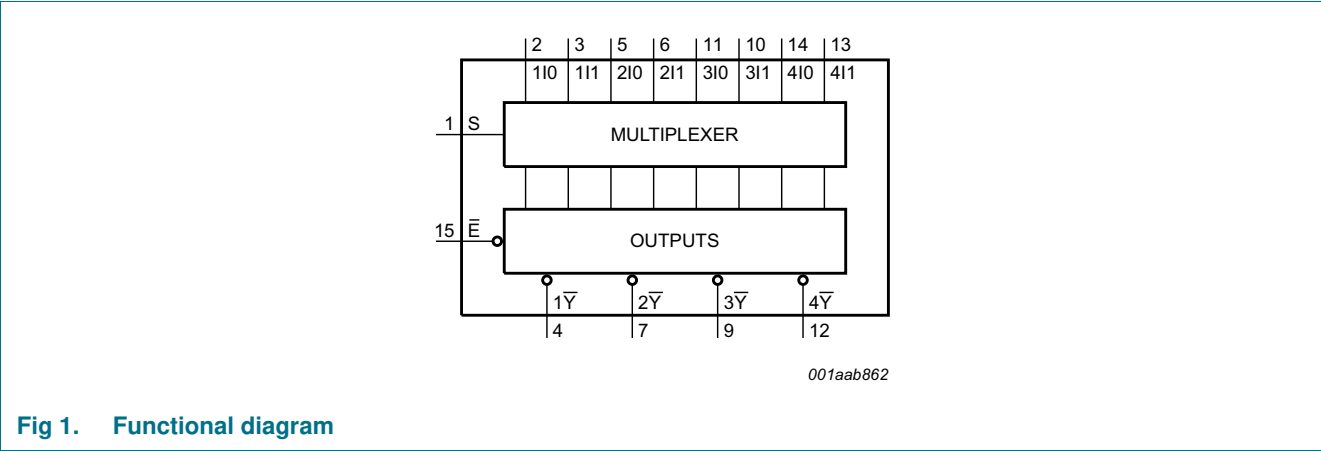 2 3 5 6 11 10 14 13
1I0 1I1 2I0 2I1 3I0 3I1 4I0 4I1
1 S
MULTIPLEXER
15 E̅
OUTPUTS
1Y̅ 2Y̅ 3Y̅ 4Y̅
4 7 9 12
001aab862
Fig 1. Functional diagram